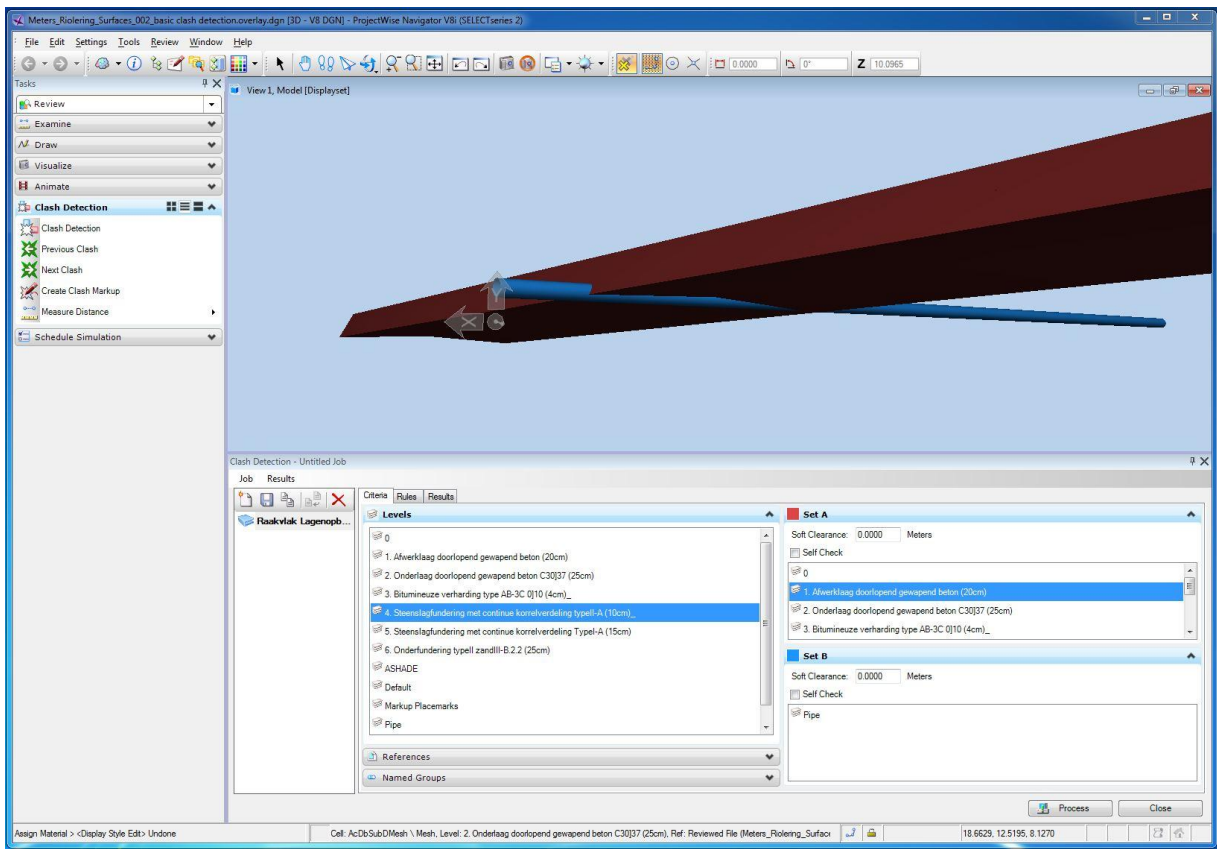 Meters_Riolering_Surfaces_002_basic clash detection.overlay.dgn [3D - V8 DGN] - ProjectWise Navigator V8i (SELECTseries 2)
File Edit Settings Tools Review Window Help
0.0000 0° Z 10.0965
Tasks
View 1, Model [Displayset]
Review
Examine
Draw
Visualize
Animate
Clash Detection
Clash Detection
Previous Clash
Next Clash
Create Clash Markup
Measure Distance
Schedule Simulation
Y
X
Clash Detection - Untitled Job
Job Results
Raakvlak Lagenopb...
Criteria Rules Results
Levels
0
1. Afwerklaag doorlopend gewapend beton (20cm)
2. Onderlaag doorlopend gewapend beton C30]37 (25cm)
3. Bitumineuze verharding type AB-3C 0]10 (4cm)_
4. Steenslagfundering met continue korrelverdeling typeII-A (10cm)_
5. Steenslagfundering met continue korrelverdeling TypeI-A (15cm)
6. Onderfundering typeII zandIII-B.2.2 (25cm)
ASHADE
Default
Markup Placemarks
Pipe
References
Named Groups
Set A
Soft Clearance: 0.0000 Meters
Self Check
0
1. Afwerklaag doorlopend gewapend beton (20cm)
2. Onderlaag doorlopend gewapend beton C30]37 (25cm)
3. Bitumineuze verharding type AB-3C 0]10 (4cm)_
Set B
Soft Clearance: 0.0000 Meters
Self Check
Pipe
Process Close
Assign Material > <Display Style Edit> Undone
Cell: AcDbSubDMesh \ Mesh, Level: 2. Onderlaag doorlopend gewapend beton C30]37 (25cm), Ref: Reviewed File (Meters_Riolering_Surfac
18.6629, 12.5195, 8.1270